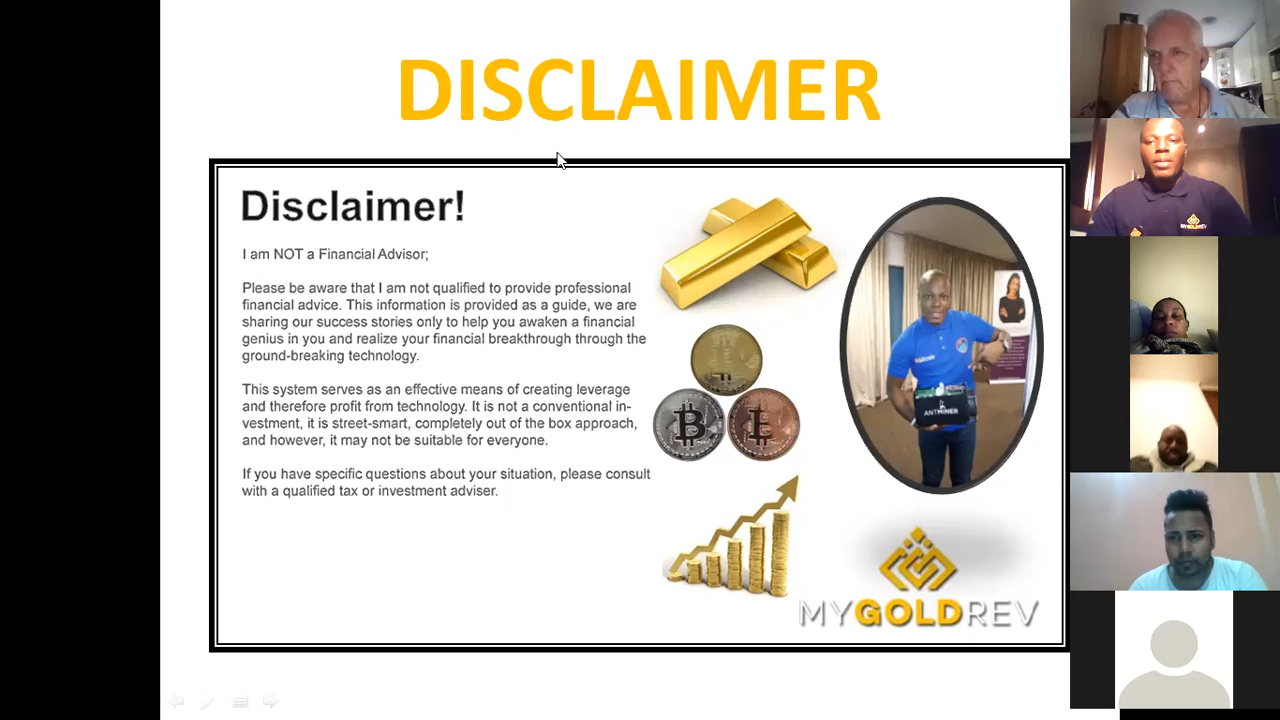 DISCLAIMER
Disclaimer!
I am NOT a Financial Advisor;
Please be aware that I am not qualified to provide professional
financial advice. This information is provided as a guide, we are
sharing our success stories only to help you awaken a financial
genius in you and realize your financial breakthrough through the
ground-breaking technology.
This system serves as an effective means of creating leverage
and therefore profit from technology. It is not a conventional in-
vestment, it is street-smart, completely out of the box approach,
and however, it may not be suitable for everyone.
If you have specific questions about your situation, please consult
with a qualified tax or investment adviser.
ANTMINER
MYGOLDREV
MYGOLDREV